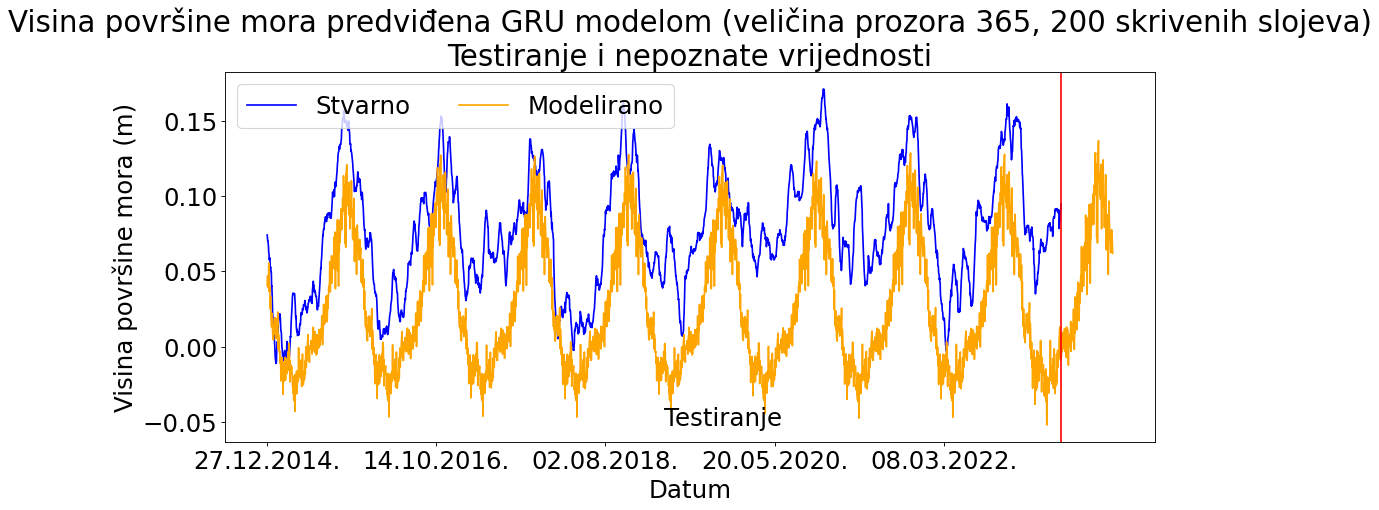 Visina površine mora predviđena GRU modelom (veličina prozora 365, 200 skrivenih slojeva)
Testiranje i nepoznate vrijednosti
Stvarno
Modelirano
Visina površine mora (m)
0.15
0.10
0.05
0.00
−0.05
Testiranje
27.12.2014.
14.10.2016.
02.08.2018.
20.05.2020.
08.03.2022.
Datum